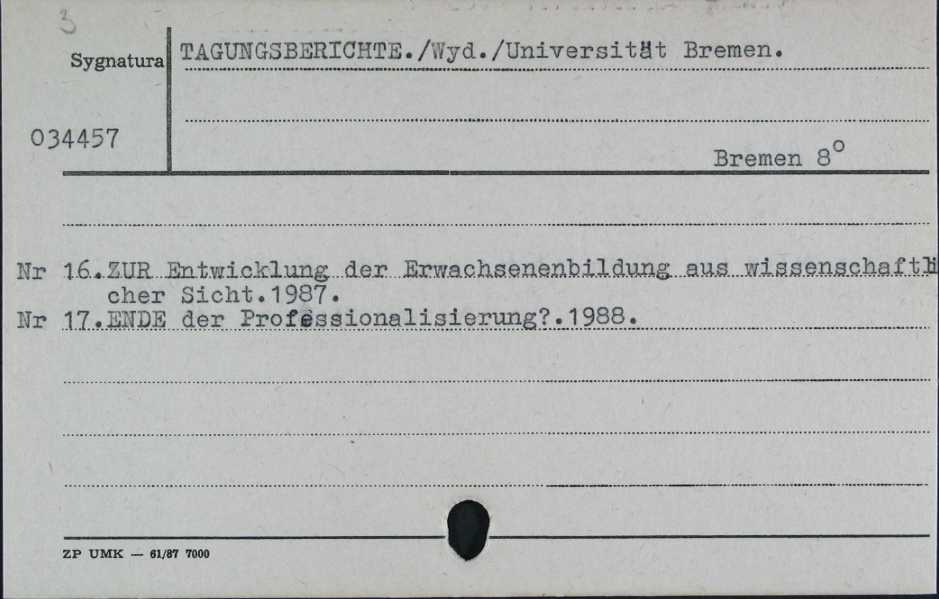 3
Sygnatura
TAGUNGSBERICHTE./Wyd./Universität Bremen.
034457
Bremen 8°
Nr 16.ZUR Entwicklung der Erwachsenenbildung aus wissenschaftli
cher Sicht.1987.
Nr 17.ENDE der Professionalisierung?.1988.
ZP UMK — 61/87 7000